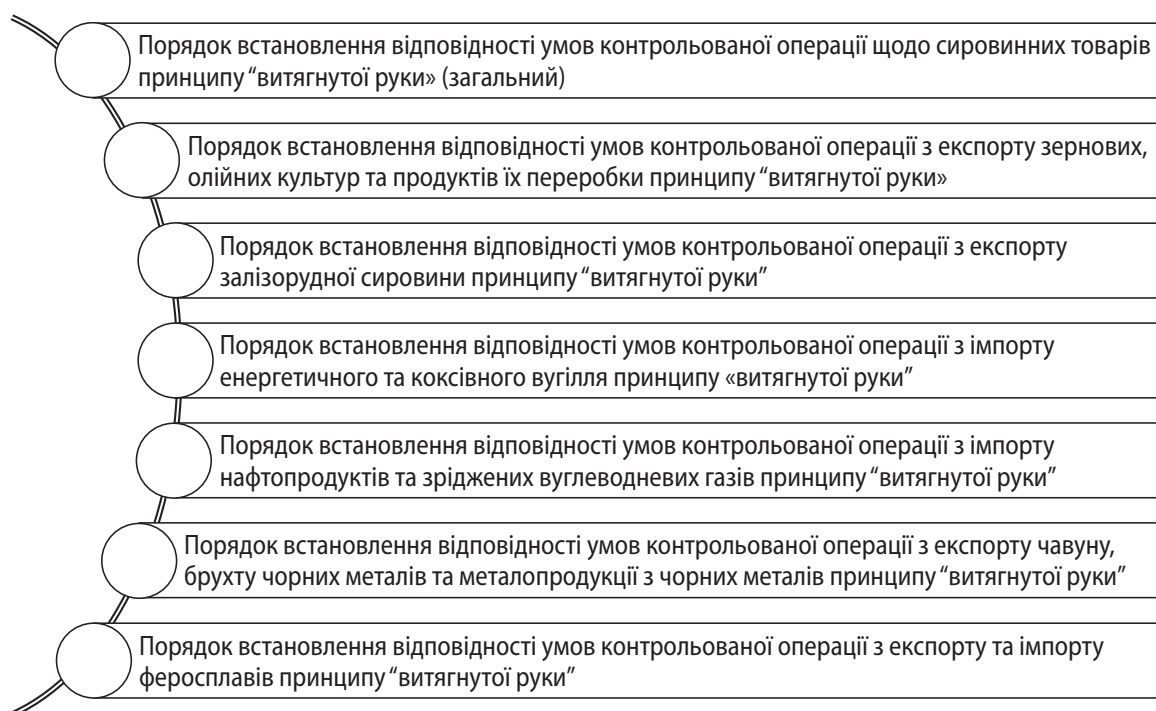 Порядок встановлення відповідності умов контрольованої операції щодо сировинних товарів
принципу “витягнутої руки» (загальний)
Порядок встановлення відповідності умов контрольованої операції з експорту зернових,
олійних культур та продуктів їх переробки принципу “витягнутої руки»
Порядок встановлення відповідності умов контрольованої операції з експорту
залізорудної сировини принципу “витягнутої руки”
Порядок встановлення відповідності умов контрольованої операції з імпорту
енергетичного та коксівного вугілля принципу «витягнутої руки”
Порядок встановлення відповідності умов контрольованої операції з імпорту
нафтопродуктів та зріджених вуглеводневих газів принципу “витягнутої руки”
Порядок встановлення відповідності умов контрольованої операції з експорту чавуну,
брухту чорних металів та металопродукції з чорних металів принципу “витягнутої руки”
Порядок встановлення відповідності умов контрольованої операції з експорту та імпорту
феросплавів принципу “витягнутої руки”